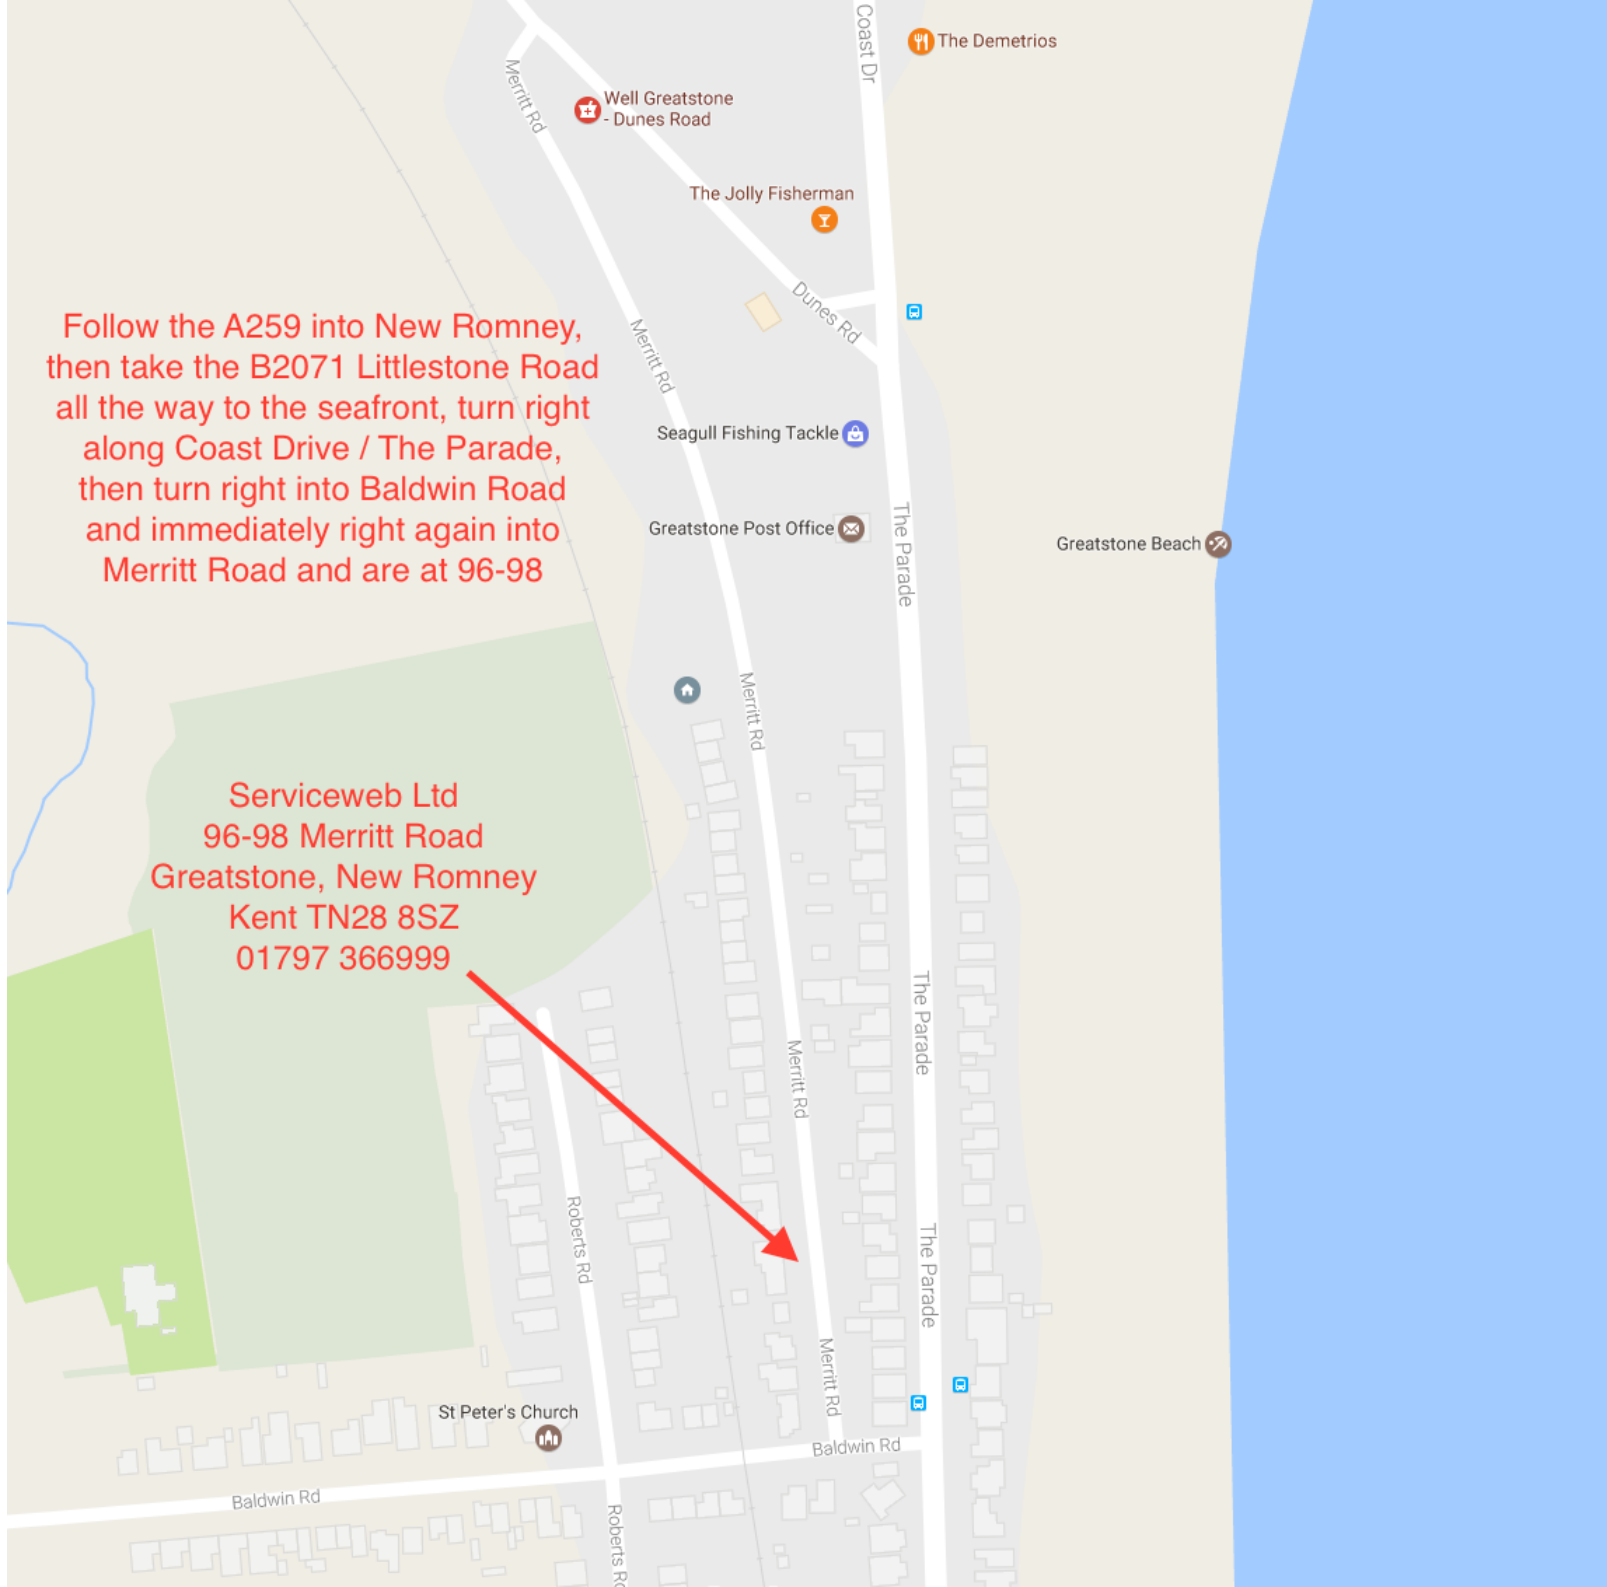 Coast Dr
The Demetrios
Merritt Rd
Well Greatstone
- Dunes Road
The Jolly Fisherman
Dunes Rd
Merritt Rd
Follow the A259 into New Romney,
then take the B2071 Littlestone Road
all the way to the seafront, turn right
along Coast Drive / The Parade,
then turn right into Baldwin Road
and immediately right again into
Merritt Road and are at 96-98
Seagull Fishing Tackle
Greatstone Post Office
The Parade
Greatstone Beach
Merritt Rd
Serviceweb Ltd
96-98 Merritt Road
Greatstone, New Romney
Kent TN28 8SZ
01797 366999
The Parade
Merritt Rd
Roberts Rd
The Parade
Merritt Rd
St Peter's Church
Baldwin Rd
Baldwin Rd
Roberts Rd